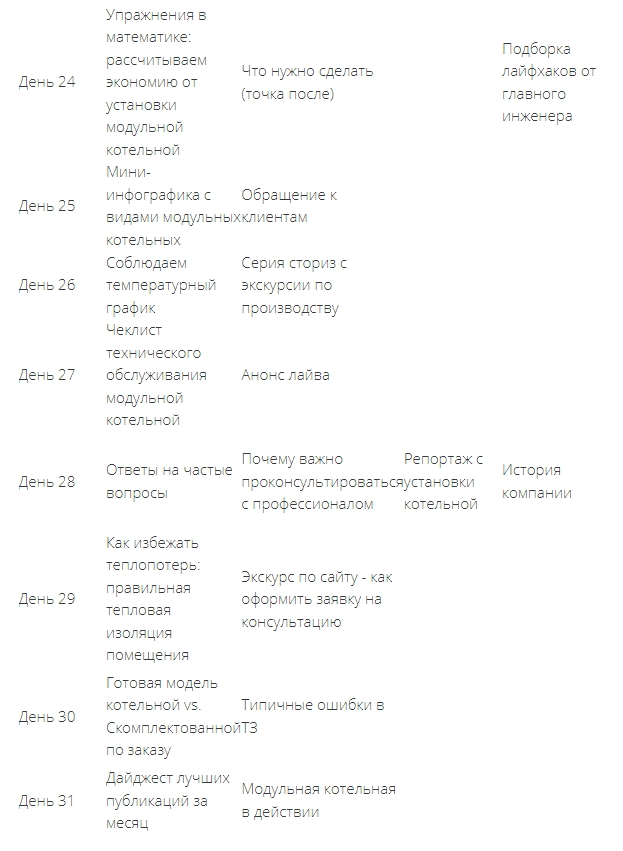 День 24
Упражнения в
математике:
рассчитываем
экономию от
установки
модульной
котельной
Что нужно сделать
(точка после)
Подборка
лайфхаков от
главного
инженера
День 25
Мини-
инфографика с
видами модульных
котельных
Обращение к
клиентам
День 26
Соблюдаем
температурный
график
Серия сториз с
экскурсии по
производству
День 27
Чеклист
технического
обслуживания
модульной
котельной
Анонс лайва
День 28
Ответы на частые
вопросы
Почему важно
проконсультироваться
с профессионалом
Репортаж с
установки
котельной
История
компании
День 29
Как избежать
теплопотерь:
правильная
тепловая
изоляция
помещения
Экскурс по сайту - как
оформить заявку на
консультацию
День 30
Готовая модель
котельной vs.
Скомплектованной
по заказу
Типичные ошибки в
ТЗ
День 31
Дайджест лучших
публикаций за
месяц
Модульная котельная
в действии